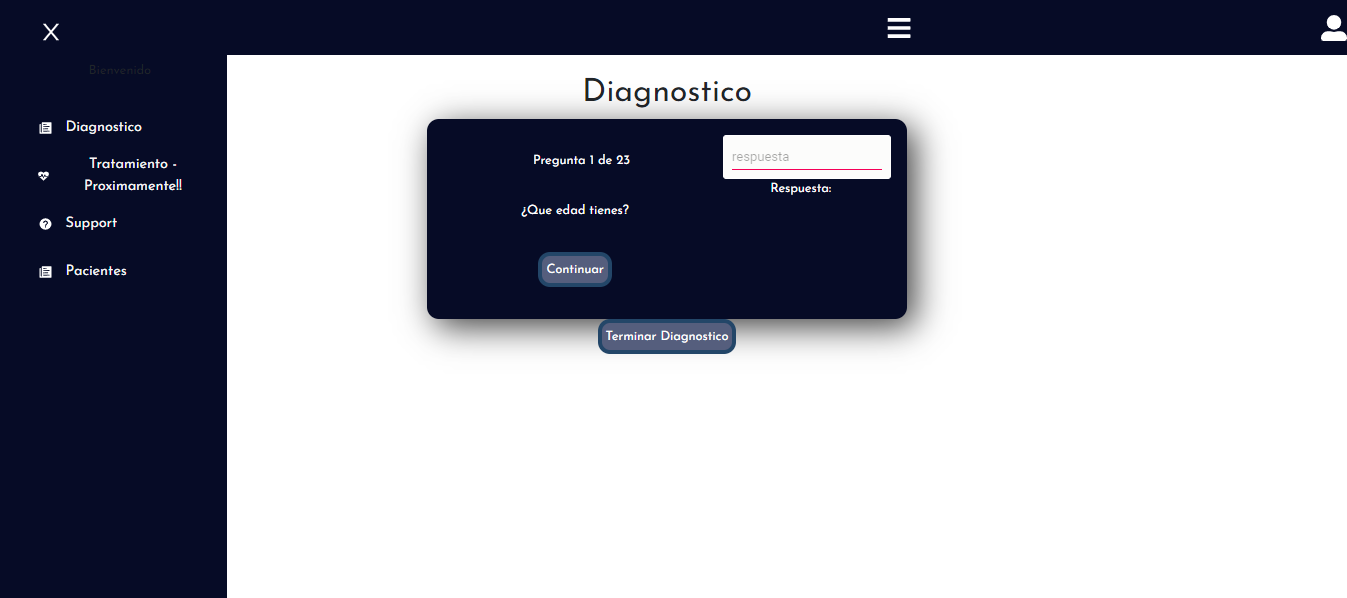 X
Bienvenido
Diagnostico
Tratamiento -
Proximamente!!
Support
Pacientes
Diagnostico
Pregunta 1 de 23
¿Que edad tienes?
Continuar
respuesta
Respuesta:
Terminar Diagnostico